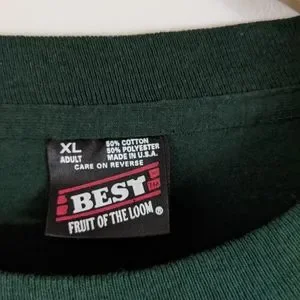 XL
ADULT
50% COTTON
50% POLYESTER
MADE IN U.S.A.
CARE ON REVERSE
BEST
FRUIT OF THE LOOM®